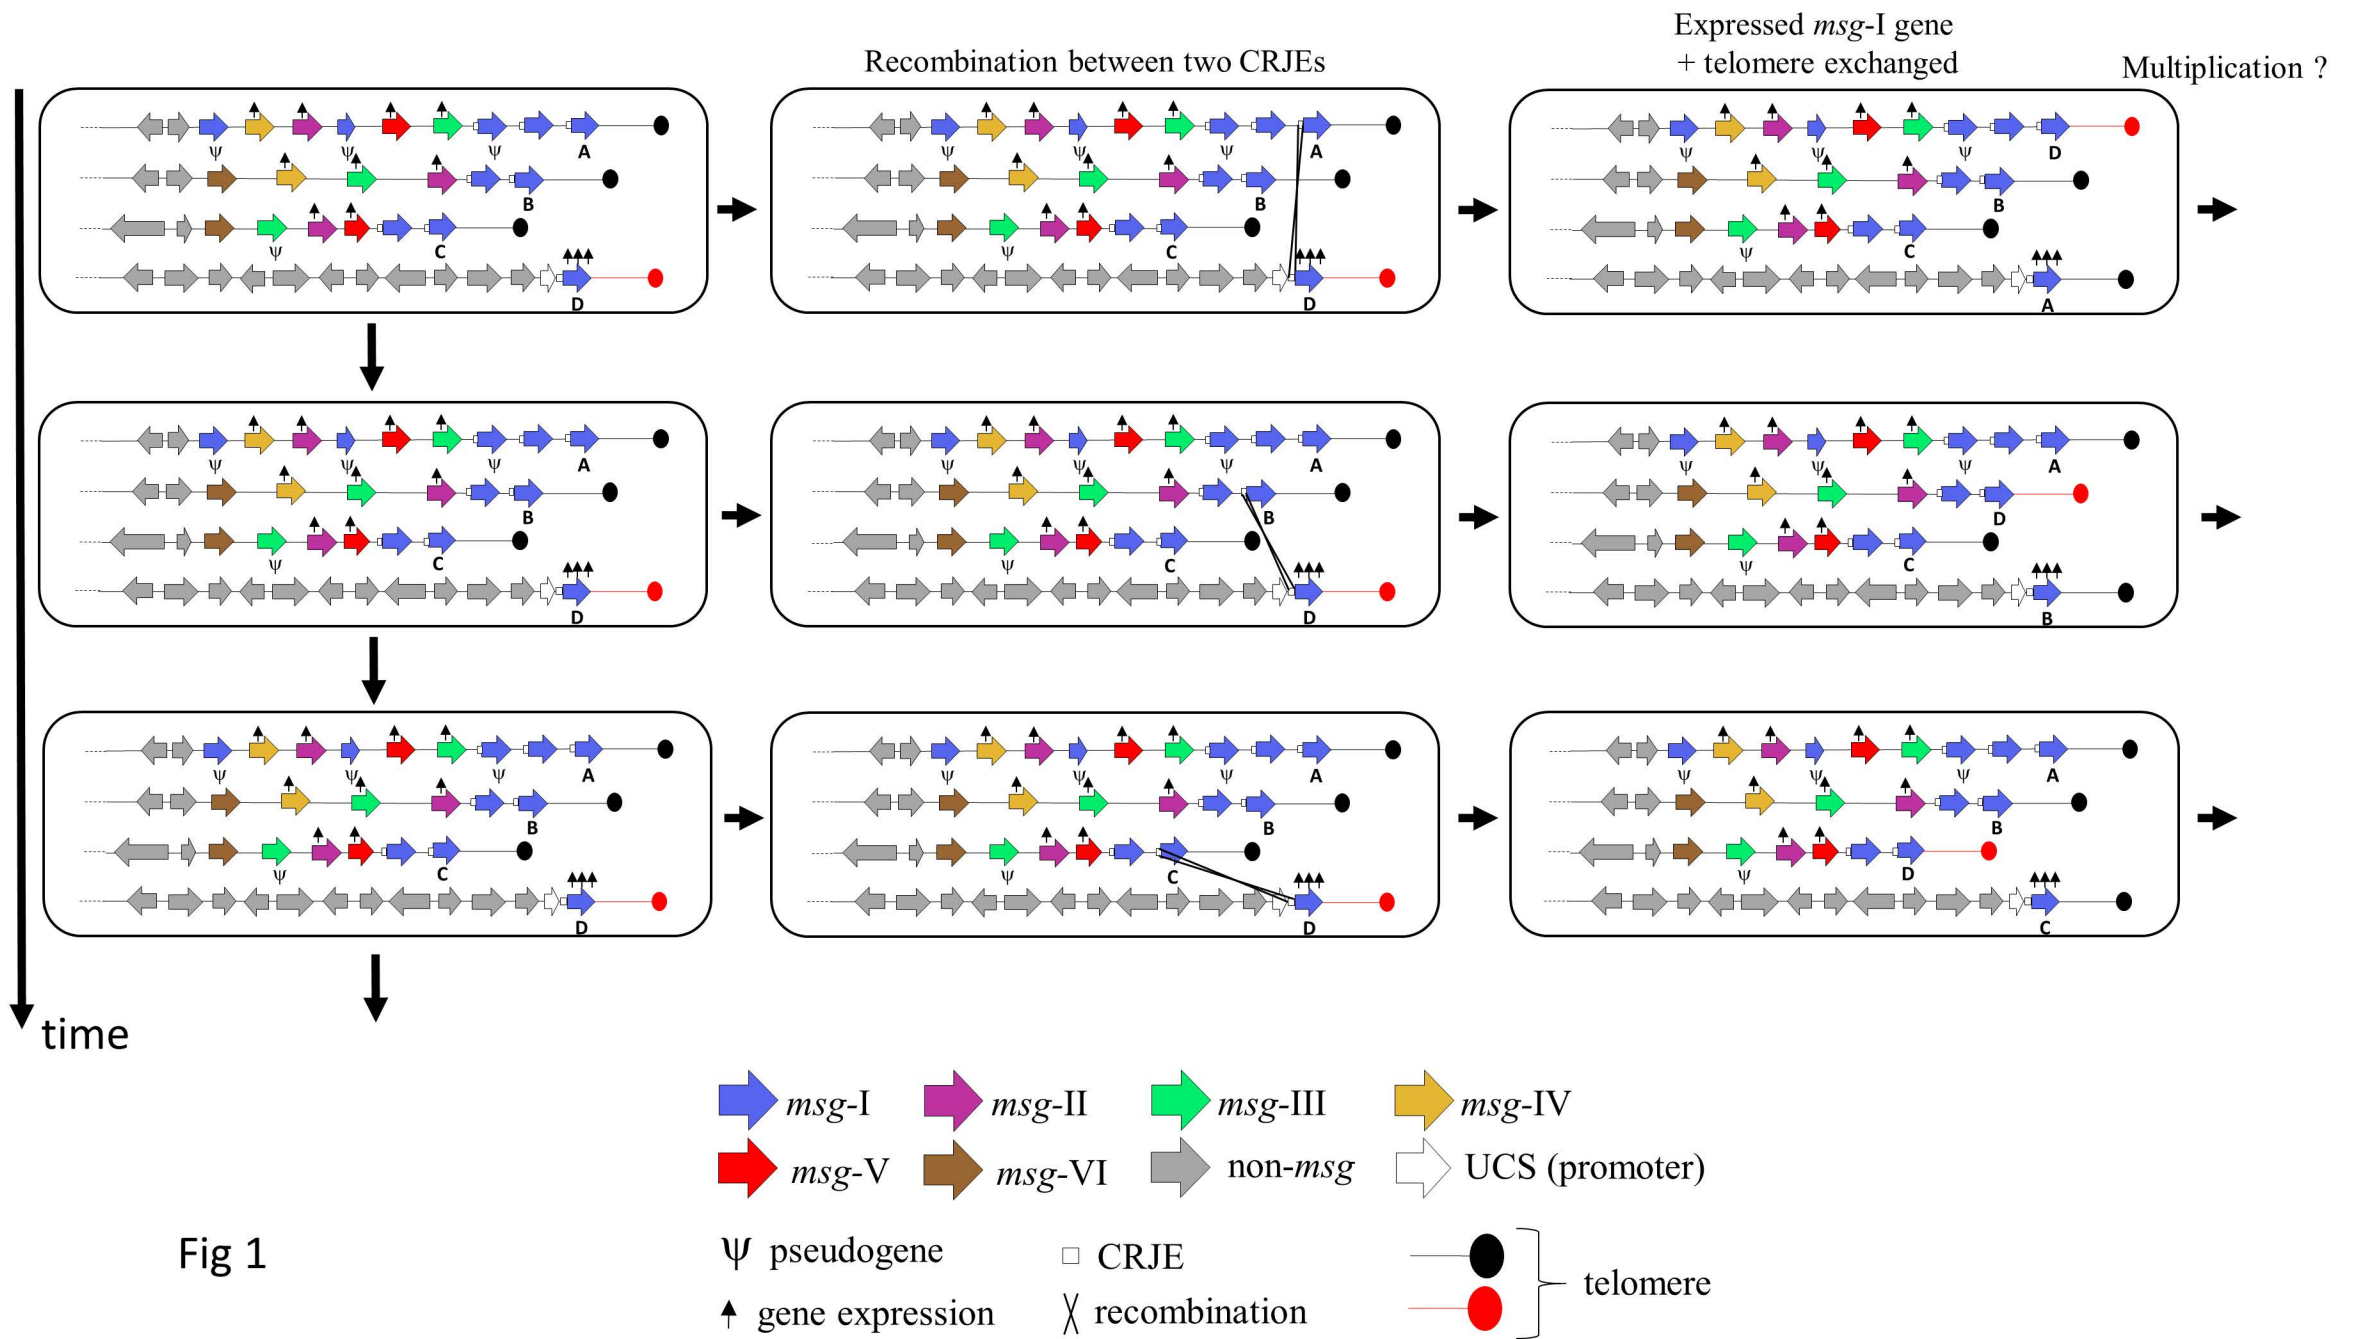 Recombination between two CRJEs
Expressed msg-I gene
+ telomere exchanged
Multiplication ?
ψ ψ ψ A
B
C
ψ
D
ψ ψ ψ A
B
C
ψ
D
ψ ψ ψ D
B
C
ψ
A
ψ ψ ψ A
B
C
ψ
D
ψ ψ ψ A
B
C
ψ
D
ψ ψ ψ A
D
C
ψ
B
ψ ψ ψ A
B
C
ψ
D
ψ ψ ψ A
B
C
ψ
D
ψ ψ ψ A
B
D
ψ
C
time
msg-I msg-II msg-III msg-IV
msg-V msg-VI non-msg UCS (promoter)
Fig 1
ψ pseudogene CRJE
telomere
gene expression recombination